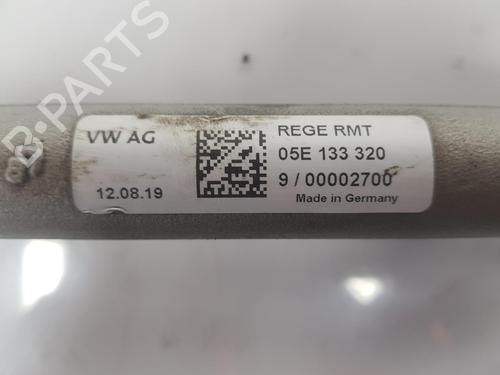 VW AG
12.08.19
REGE RMT
05E 133 320
9 / 00002700
Made in Germany
B-PARTS